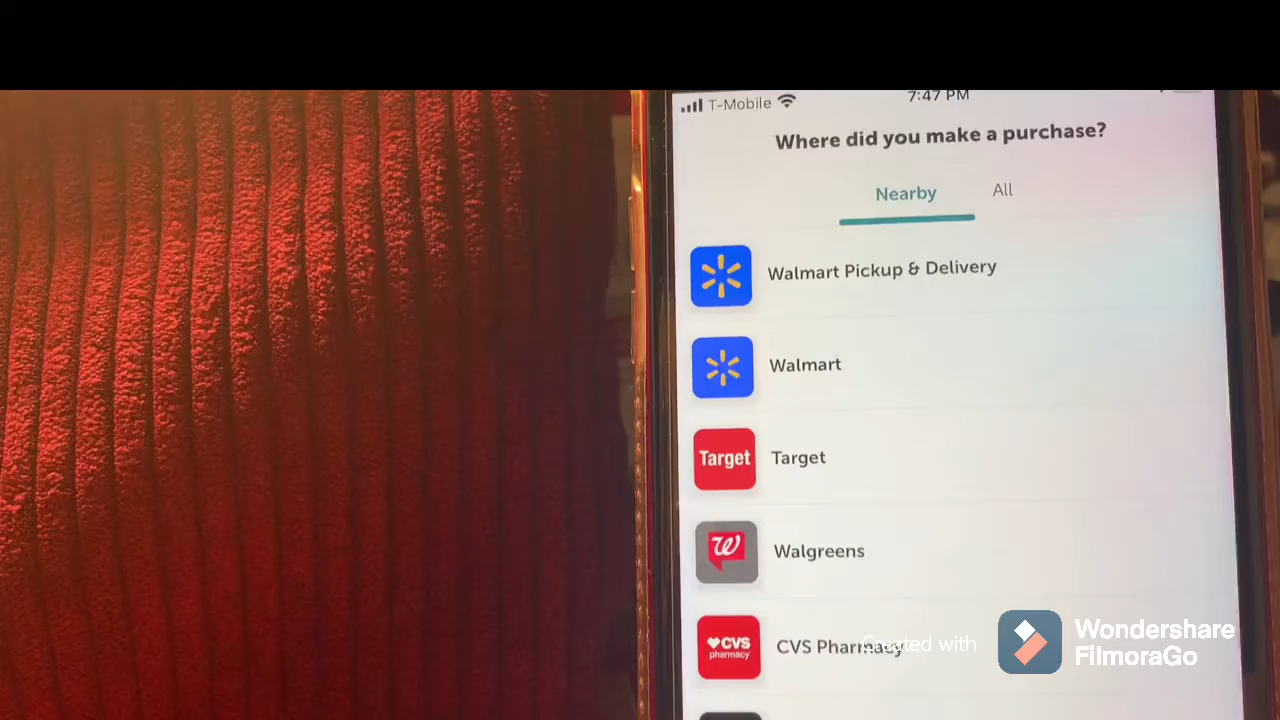 T-Mobile
7:47 PM
Where did you make a purchase?
Nearby
All
Walmart Pickup & Delivery
Walmart
Target
Target
W
Walgreens
CVS
pharmacy
CVS Pharmacy
Created with
Wondershare
FilmoraGo